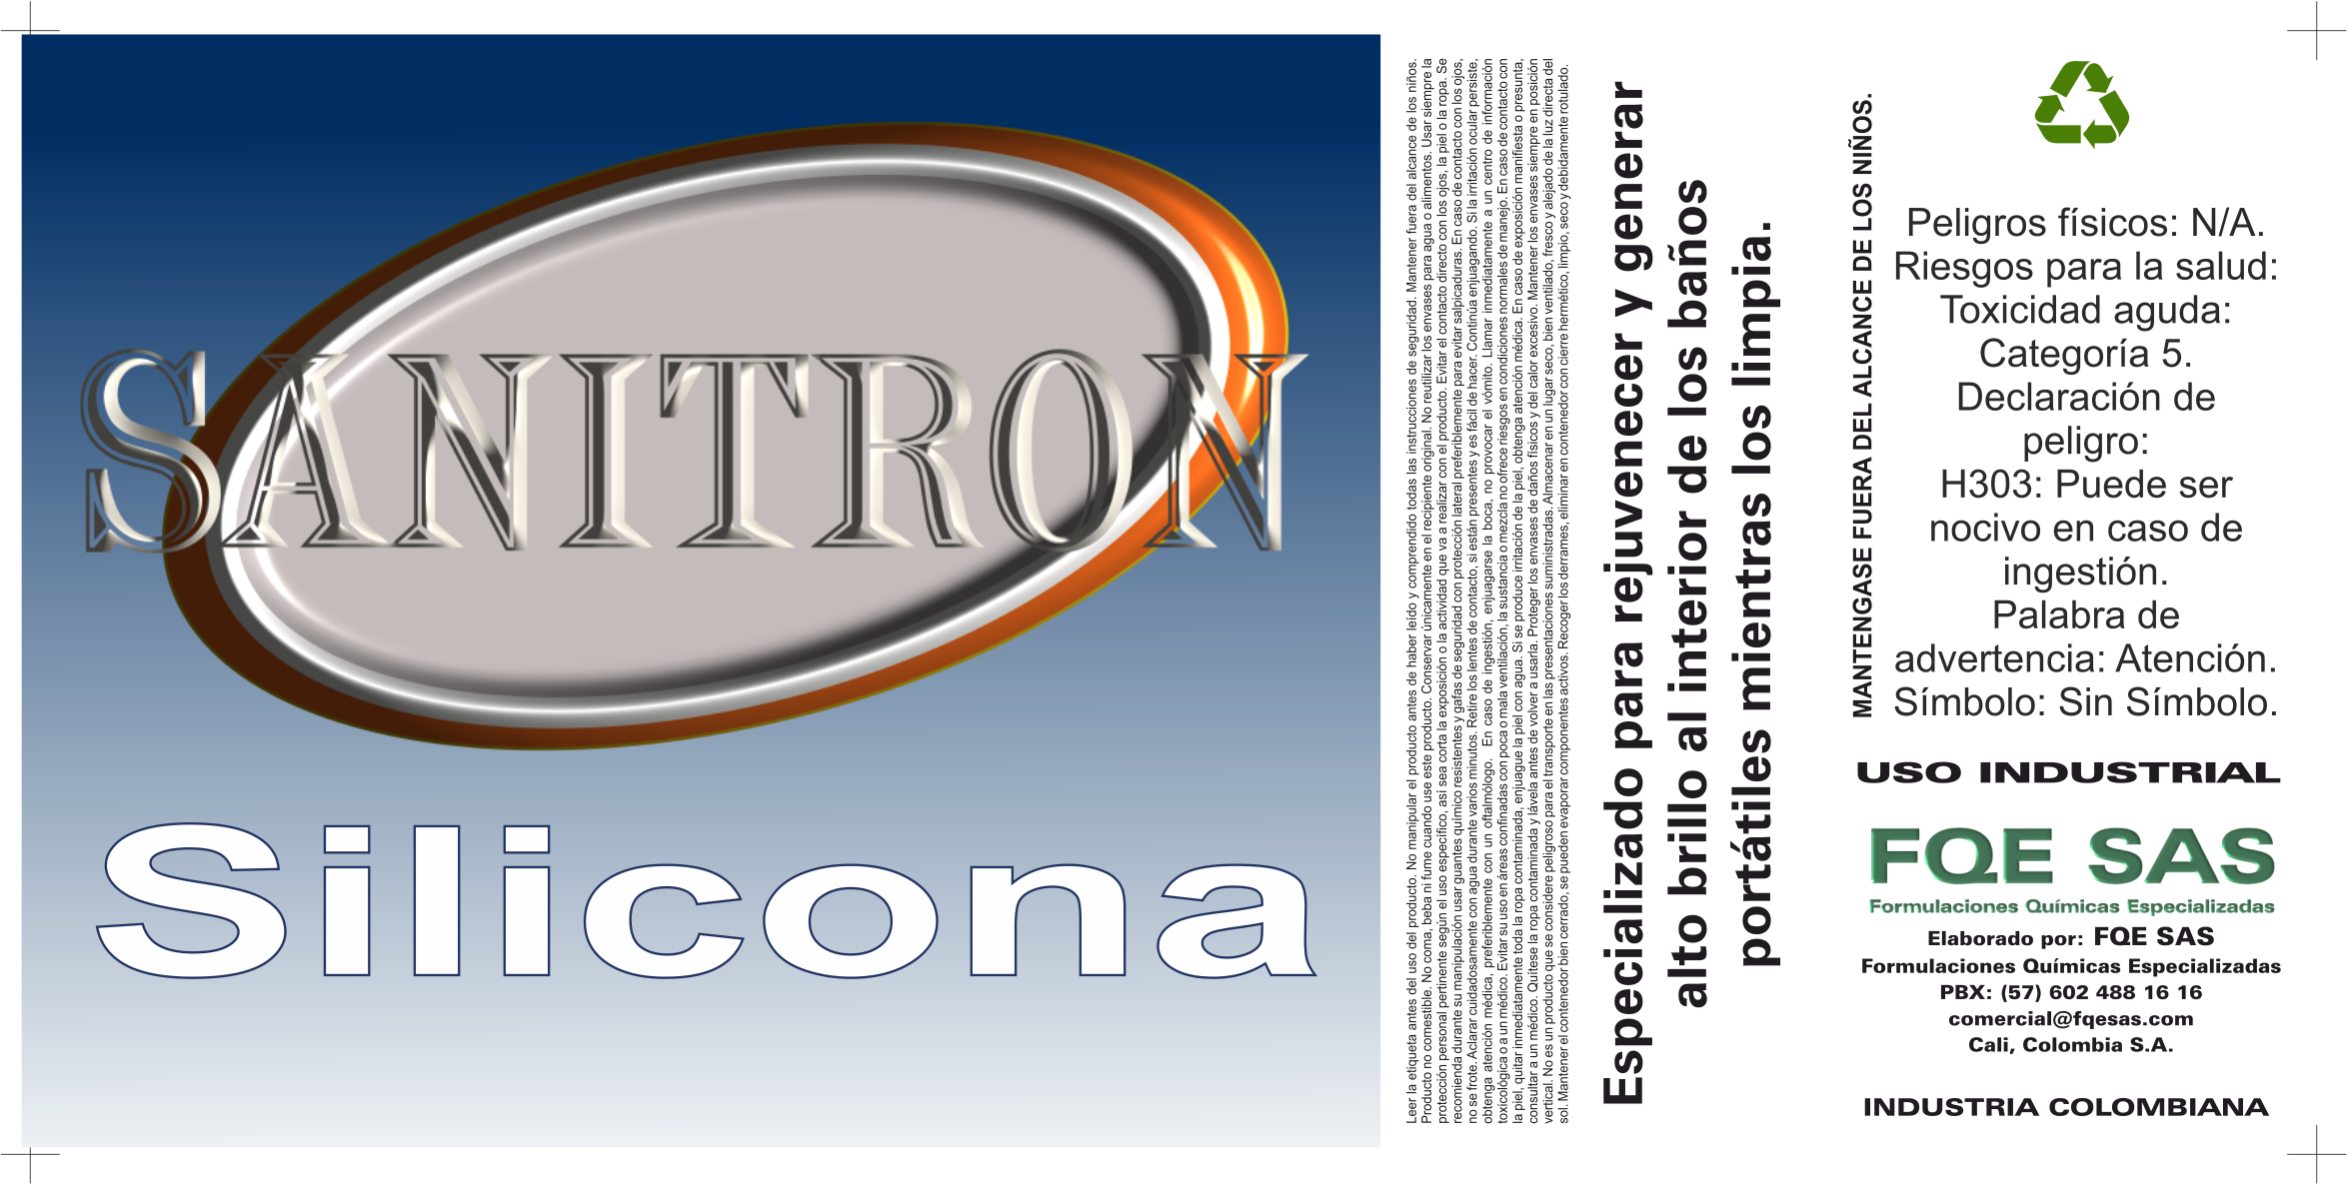 SANITRON
Silicona
Leer la etiqueta antes del uso del producto. No manipular el producto antes de haber leido y comprendido todas las instrucciones de seguridad. Mantener fuera del alcance de los niños.
Producto no comestible. No coma, beba ni fume cuando use este producto. Conservar únicamente en el recipiente original. No reutilizar los envases para agua o alimentos. Usar siempre la
protección personal pertinente según el uso específico, así sea corta la exposición o la actividad que va a realizar con el producto. Evitar el contacto directo con los ojos, la piel o la ropa. Se
recomienda durante su manipulación usar guantes químico resistentes y gafas de seguridad con protección lateral preferiblemente para evitar salpicaduras. En caso de contacto con los ojos,
no se frote. Aclarar cuidadosamente con agua durante varios minutos. Retire los lentes de contacto, si están presentes y es fácil de hacer. Continúa enjuagando. Si la irritación ocular persiste,
obtenga atención médica, preferiblemente con un oftalmólogo. En caso de ingestión, enjuagarse la boca, no provocar el vómito. Llamar inmediatamente a un centro de información
toxicológica o a un médico. Evitar su uso en áreas confinadas con poca o mala ventilación, la sustancia o mezcla no ofrece riesgos en condiciones normales de manejo. En caso de contacto con
la piel, quitar inmediatamente toda la ropa contaminada, enjuague la piel con agua. Si se produce irritación de la piel, obtenga atención médica. En caso de exposición manifiesta o presunta,
consultar a un médico. Quítese la ropa contaminada y lávela antes de volver a usarla. Proteger los envases de daños físicos y del calor excesivo. Mantener los envases siempre en posición
vertical. No es un producto que se considere peligroso para el transporte en las presentaciones suministradas. Almacenar en un lugar seco, bien ventilado, fresco y alejado de la luz directa del
sol. Mantener el contenedor bien cerrado, se pueden evaporar componentes activos. Recoger los derrames, eliminar en contenedor con cierre hermético, limpio, seco y debidamente rotulado.
Especializado para rejuvenecer y generar
alto brillo al interior de los baños
portátiles mientras los limpia.
MANTENGASE FUERA DEL ALCANCE DE LOS NIÑOS.
Peligros físicos: N/A.
Riesgos para la salud:
Toxicidad aguda:
Categoría 5.
Declaración de
peligro:
H303: Puede ser
nocivo en caso de
ingestión.
Palabra de
advertencia: Atención.
Símbolo: Sin Símbolo.
USO INDUSTRIAL
FQE SAS
Formulaciones Químicas Especializadas
Elaborado por: FQE SAS
Formulaciones Químicas Especializadas
PBX: (57) 602 488 16 16
comercial@fqesas.com
Cali, Colombia S.A.
INDUSTRIA COLOMBIANA